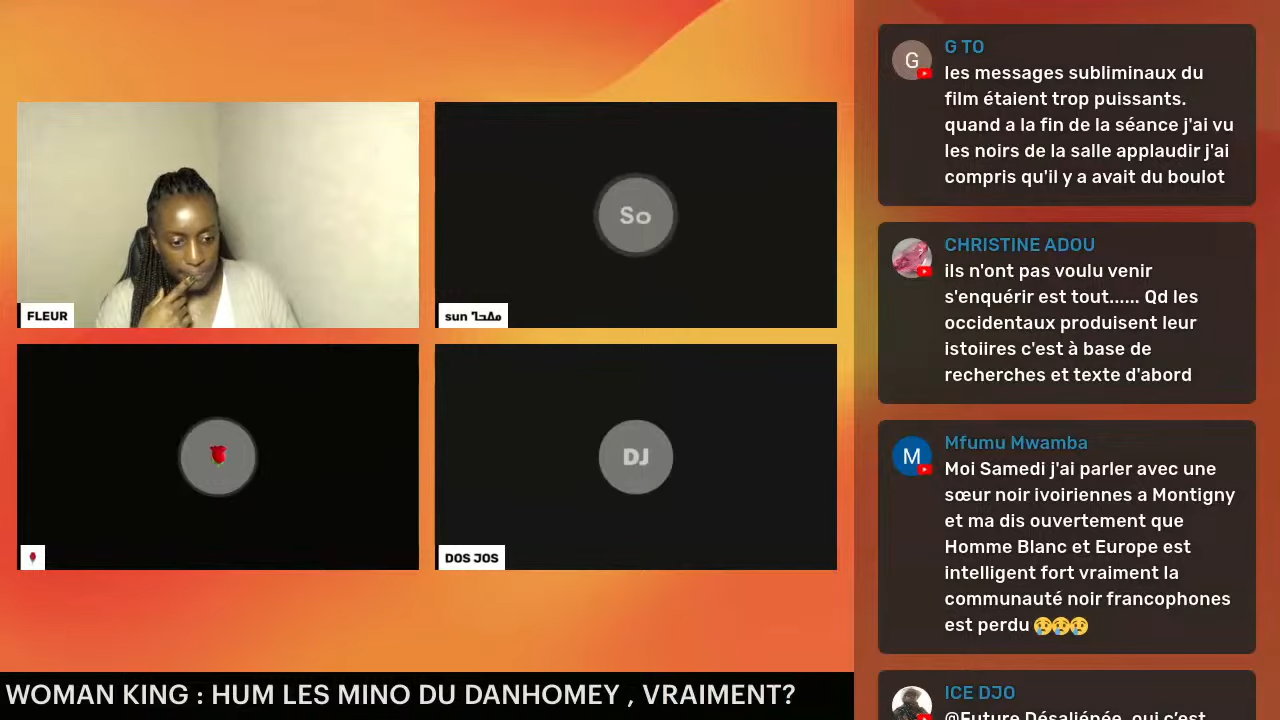 FLEUR
So
sun
DJ
DOS JOS
WOMAN KING : HUM LES MINO DU DANHOMEY , VRAIMENT?
G
G TO
les messages subliminaux du
film étaient trop puissants.
quand a la fin de la séance j'ai vu
les noirs de la salle applaudir j'ai
compris qu'il y a avait du boulot
CHRISTINE ADOU
ils n'ont pas voulu venir
s'enquérir est tout...... Qd les
occidentaux produisent leur
istoiires c'est à base de
recherches et texte d'abord
M
Mfumu Mwamba
Moi Samedi j'ai parler avec une
sœur noir ivoiriennes a Montigny
et ma dis ouvertement que
Homme Blanc et Europe est
intelligent fort vraiment la
communauté noir francophones
est perdu 😢😢😢
ICE DJO
@Future Désaliénée, oui c'est